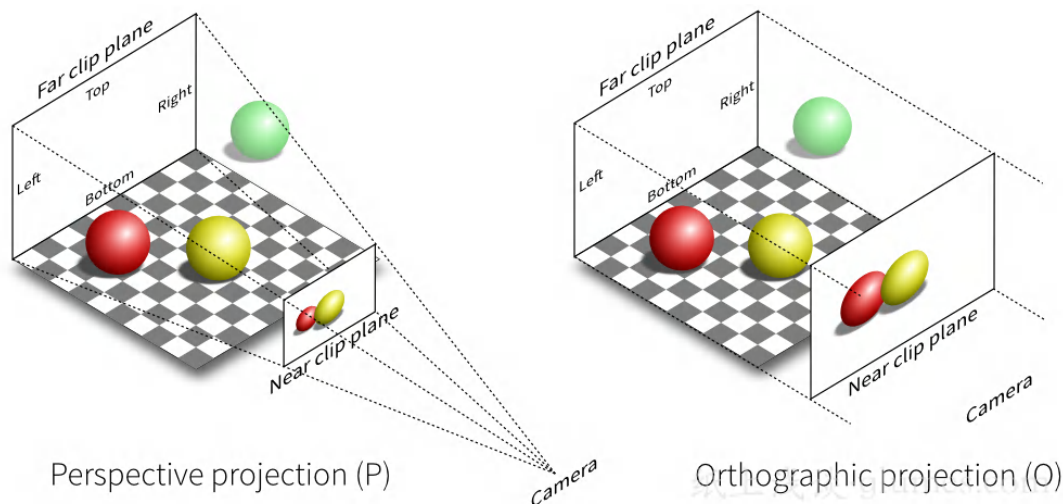 Far clip plane
Top
Right
Left
Bottom
Near clip plane
Camera
Perspective projection (P)
Far clip plane
Top
Right
Left
Bottom
Near clip plane
Camera
Orthographic projection (O)